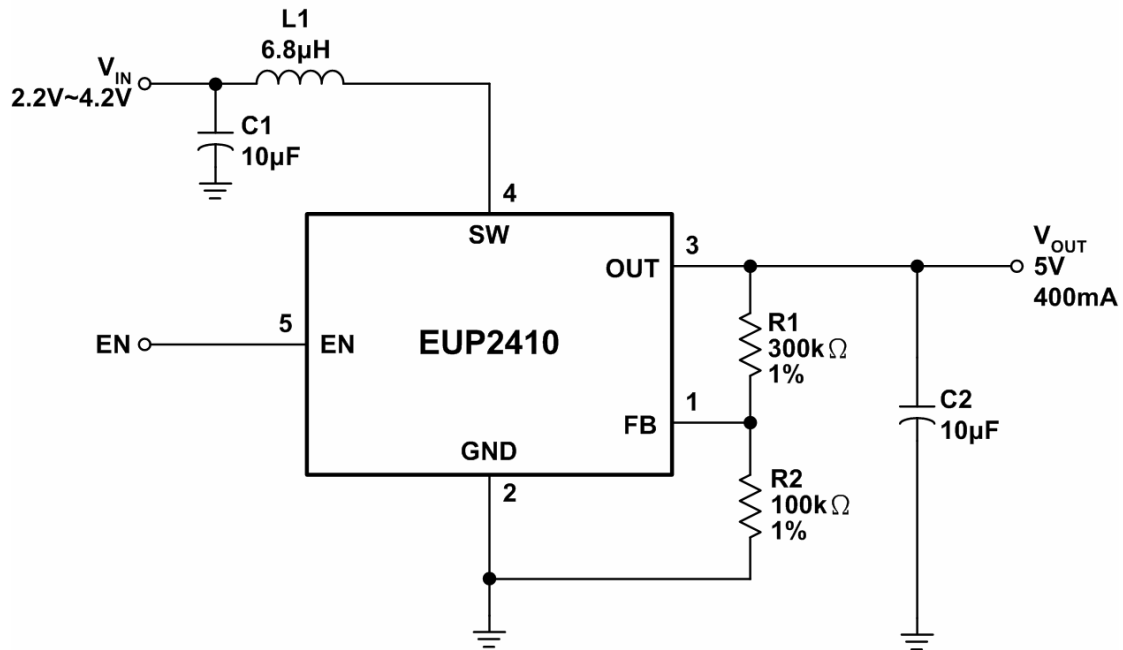 L1
6.8µH
VIN
2.2V~4.2V
C1
10µF
4
SW
3
OUT
VOUT
5V
400mA
5
EN
EN
EUP2410
R1
300kΩ
1%
1
FB
C2
10µF
GND
2
R2
100kΩ
1%